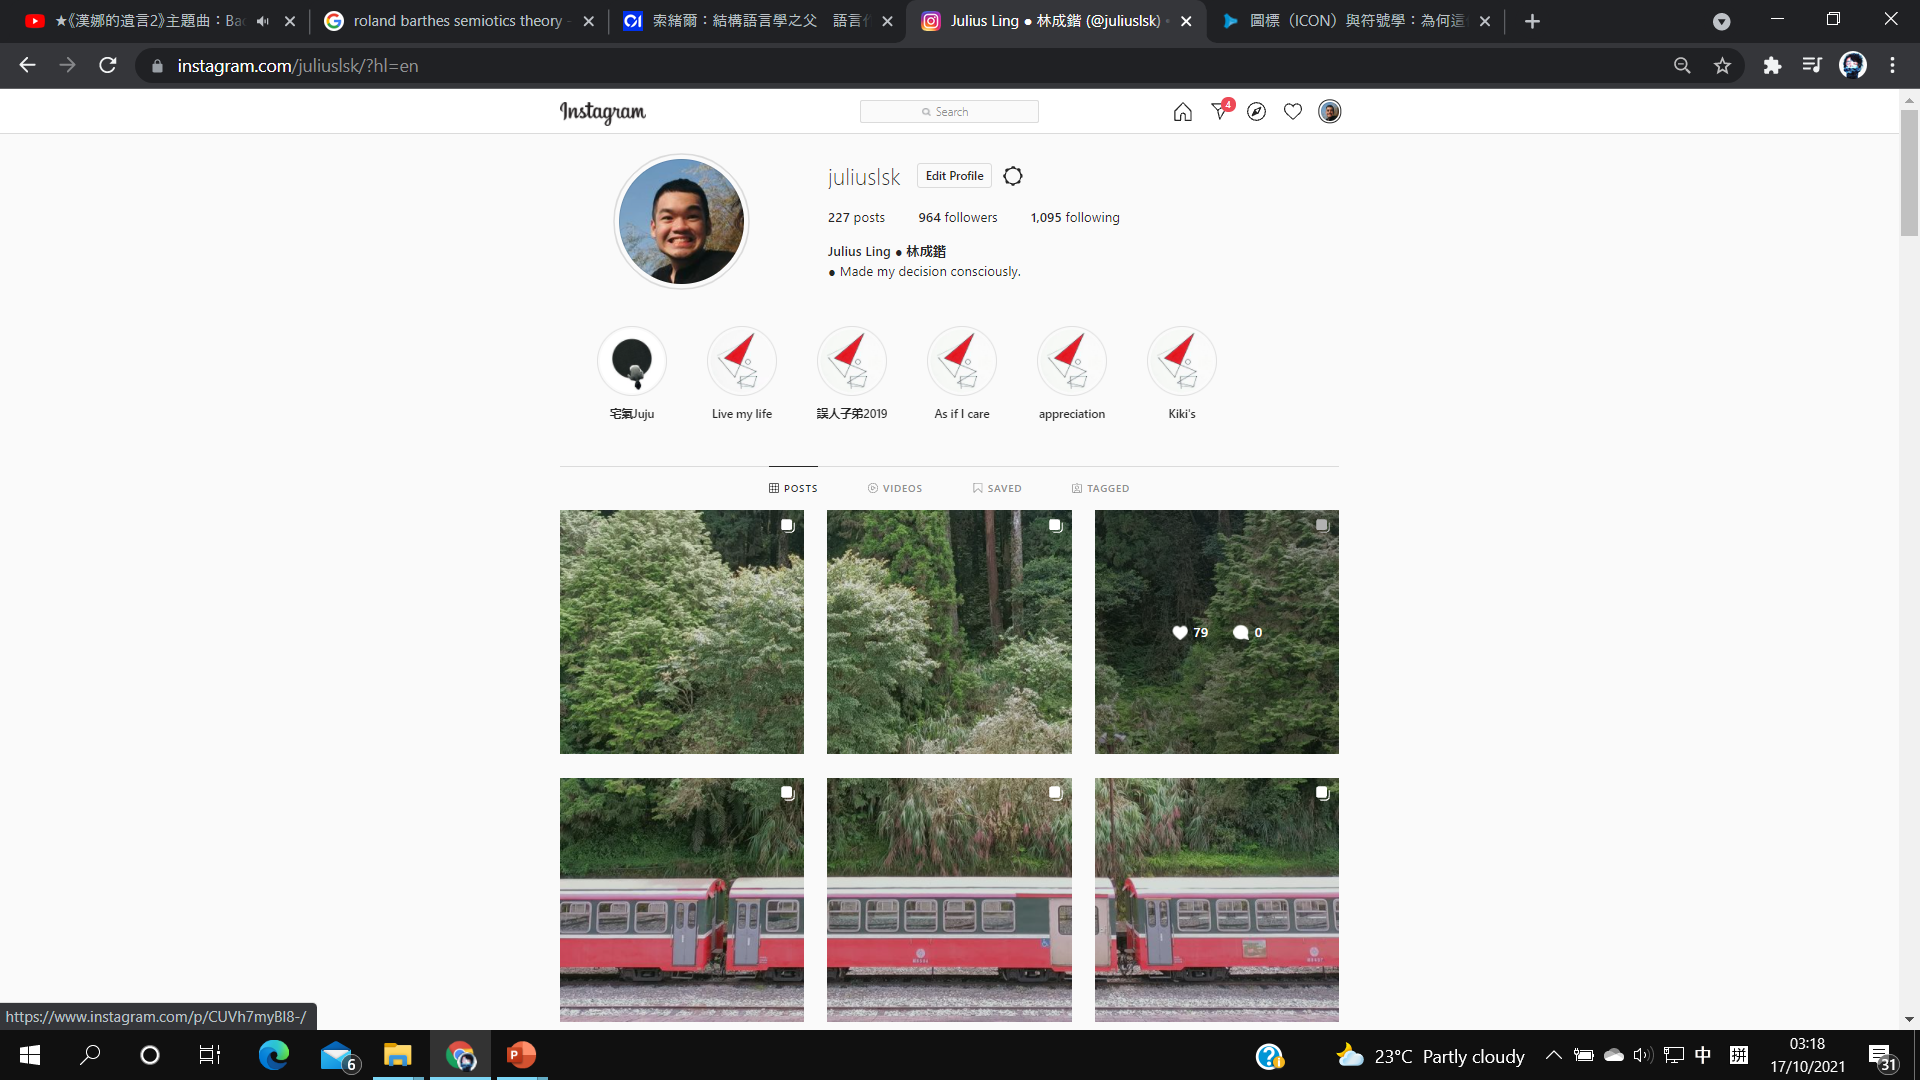 ★《漢娜的遺言2》主題曲：Bac
roland barthes semiotics theory -
索緒爾：結構語言學之父 語言化
Julius Ling ● 林成鍇 (@juliuslsk) •
圖標（ICON）與符號學：為何這
instagram.com/juliuslsk/?hl=en
Instagram
Search
4
juliuslsk
Edit Profile
227 posts
964 followers
1,095 following
Julius Ling ● 林成鍇
● Made my decision consciously.
宅氣Juju
Live my life
誤人子弟2019
As if I care
appreciation
Kiki's
POSTS
VIDEOS
SAVED
TAGGED
79
0
https://www.instagram.com/p/CUVh7myBI8-/
6
23°C Partly cloudy
中
拼
03:18
17/10/2021
31